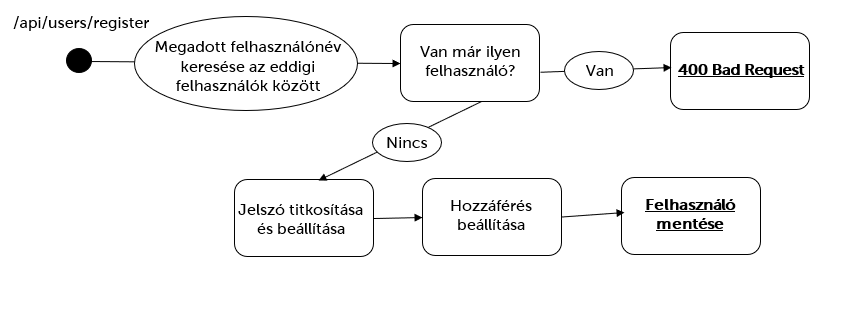 /api/users/register
Megadott felhasználónév
keresése az eddigi
felhasználók között
Van már ilyen
felhasználó?
Van
400 Bad Request
Nincs
Jelszó titkosítása
és beállítása
Hozzáférés
beállítása
Felhasználó
mentése